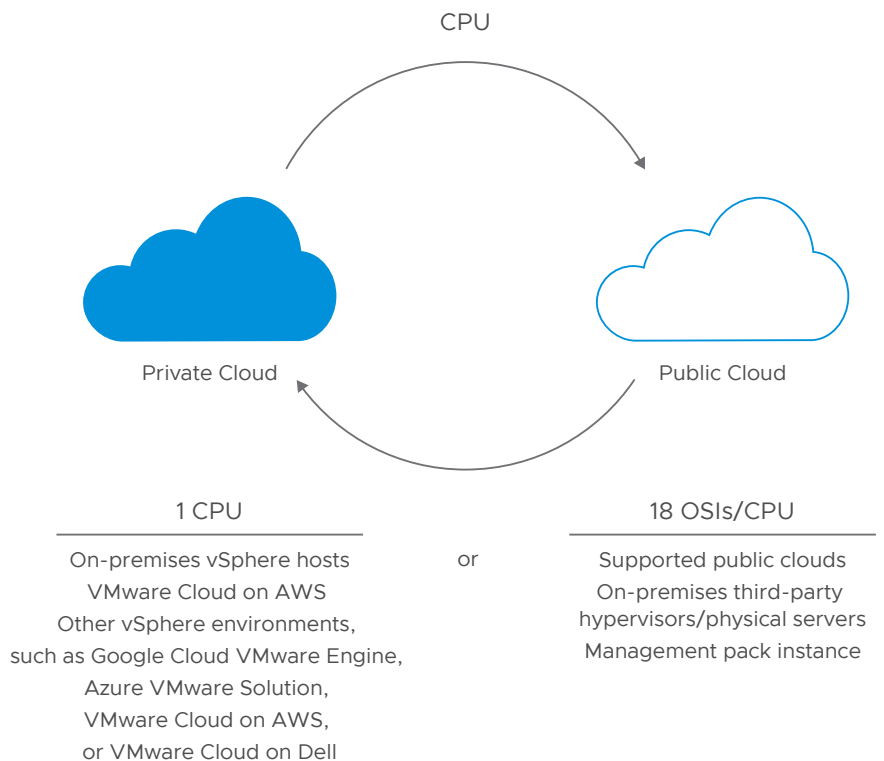 CPU
Private Cloud
Public Cloud
1 CPU
On-premises vSphere hosts
VMware Cloud on AWS
Other vSphere environments,
such as Google Cloud VMware Engine,
Azure VMware Solution,
VMware Cloud on AWS,
or VMware Cloud on Dell
or
18 OSIs/CPU
Supported public clouds
On-premises third-party
hypervisors/physical servers
Management pack instance